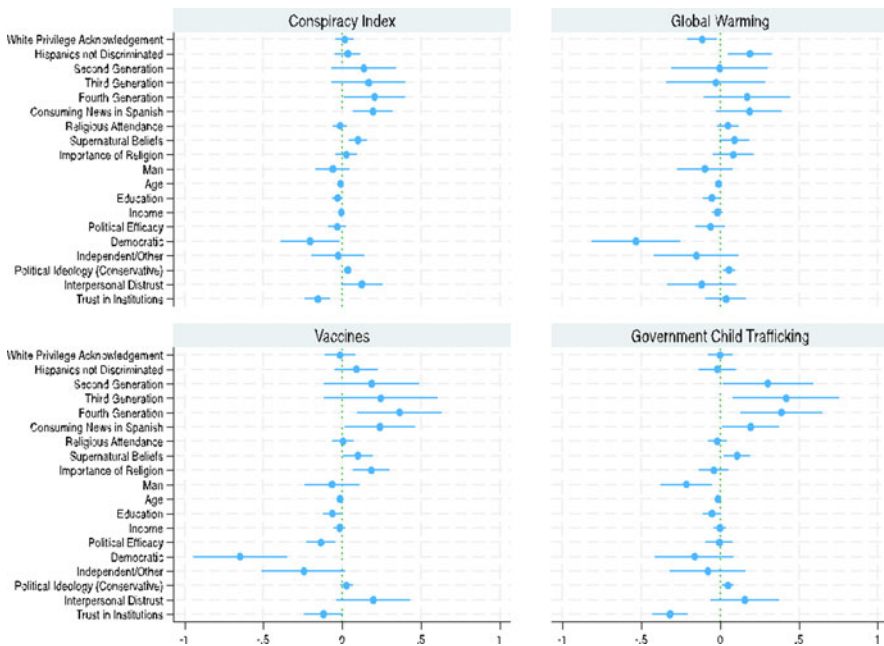 Conspiracy Index
Global Warming
White Privilege Acknowledgement
Hispanics not Discriminated
Second Generation
Third Generation
Fourth Generation
Consuming News in Spanish
Religious Attendance
Supernatural Beliefs
Importance of Religion
Man
Age
Education
Income
Political Efficacy
Democratic
Independent/Other
Political Ideology (Conservative)
Interpersonal Distrust
Trust in Institutions
Vaccines
Government Child Trafficking
White Privilege Acknowledgement
Hispanics not Discriminated
Second Generation
Third Generation
Fourth Generation
Consuming News in Spanish
Religious Attendance
Supernatural Beliefs
Importance of Religion
Man
Age
Education
Income
Political Efficacy
Democratic
Independent/Other
Political Ideology (Conservative)
Interpersonal Distrust
Trust in Institutions
-1 -.5 0 .5 1 -1 -.5 0 .5 1